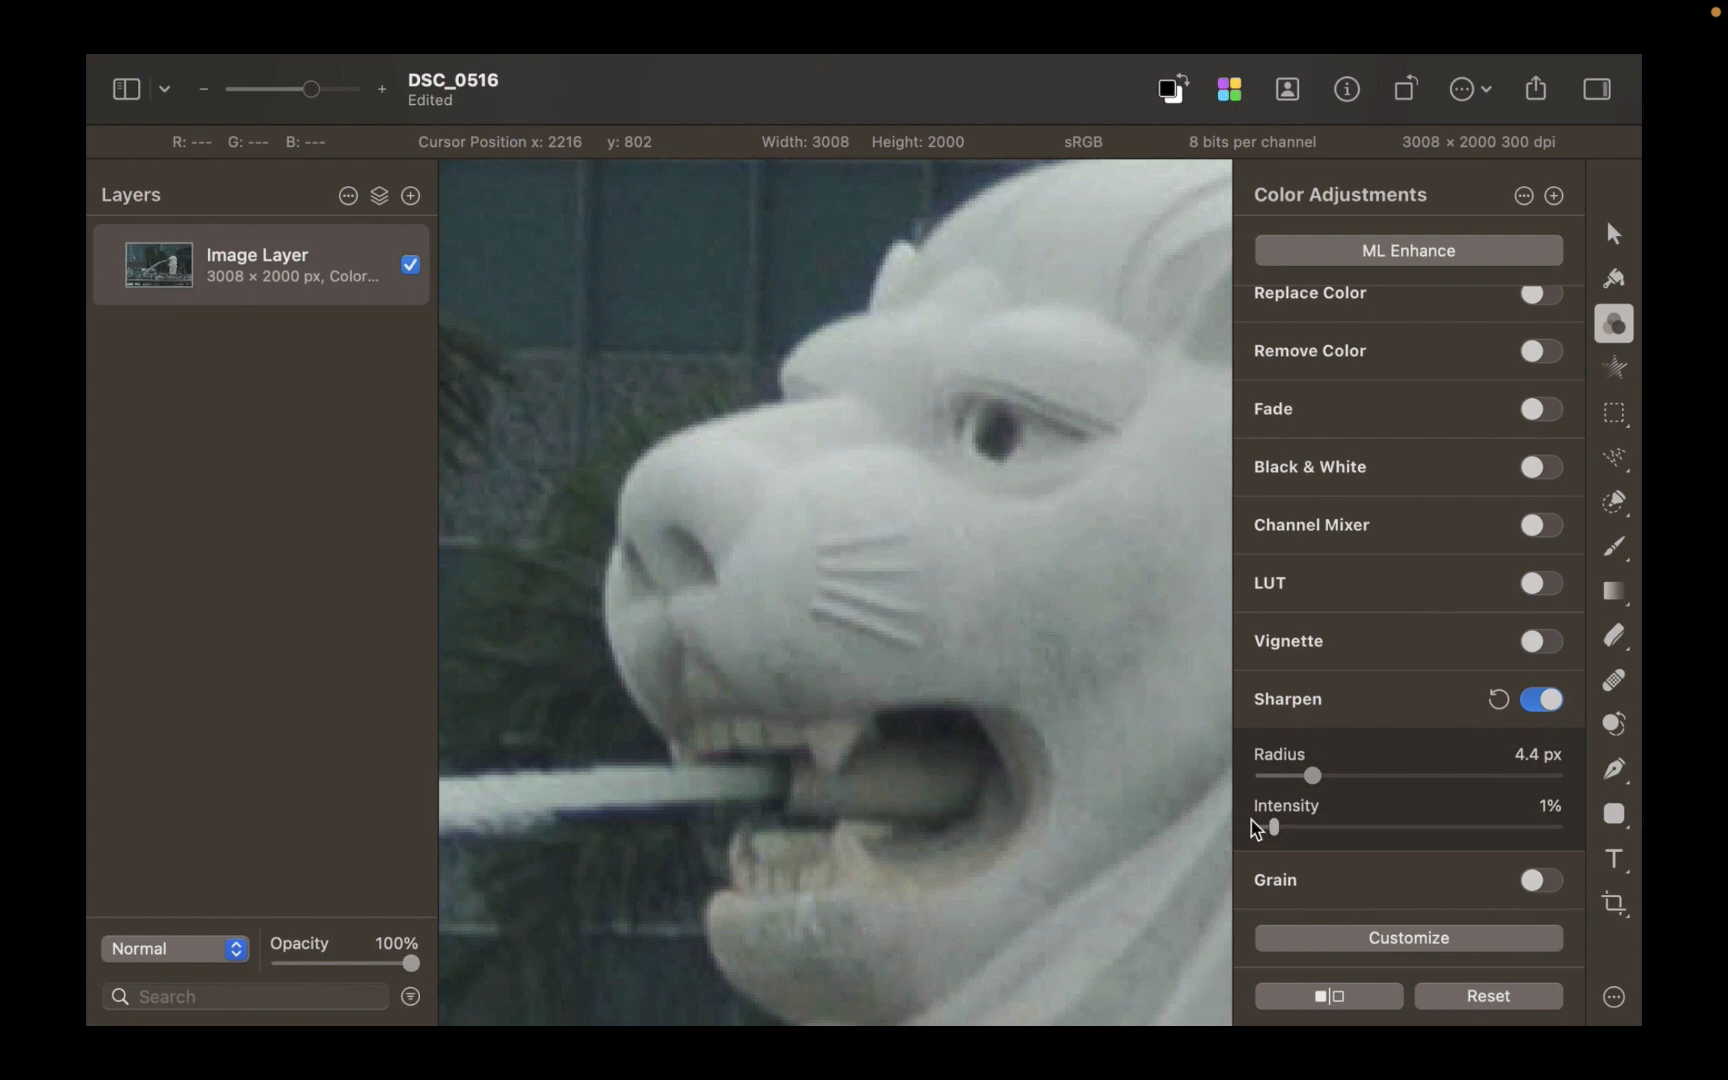 DSC_0516
Edited
R: --- G: --- B: --- Cursor Position x: 2216 y: 802 Width: 3008 Height: 2000 sRGB 8 bits per channel 3008 × 2000 300 dpi
Layers
Image Layer
3008 × 2000 px, Color...
Normal
Opacity 100%
Search
Color Adjustments
ML Enhance
Replace Color
Remove Color
Fade
Black & White
Channel Mixer
LUT
Vignette
Sharpen
Radius 4.4 px
Intensity 1%
Grain
Customize
Reset